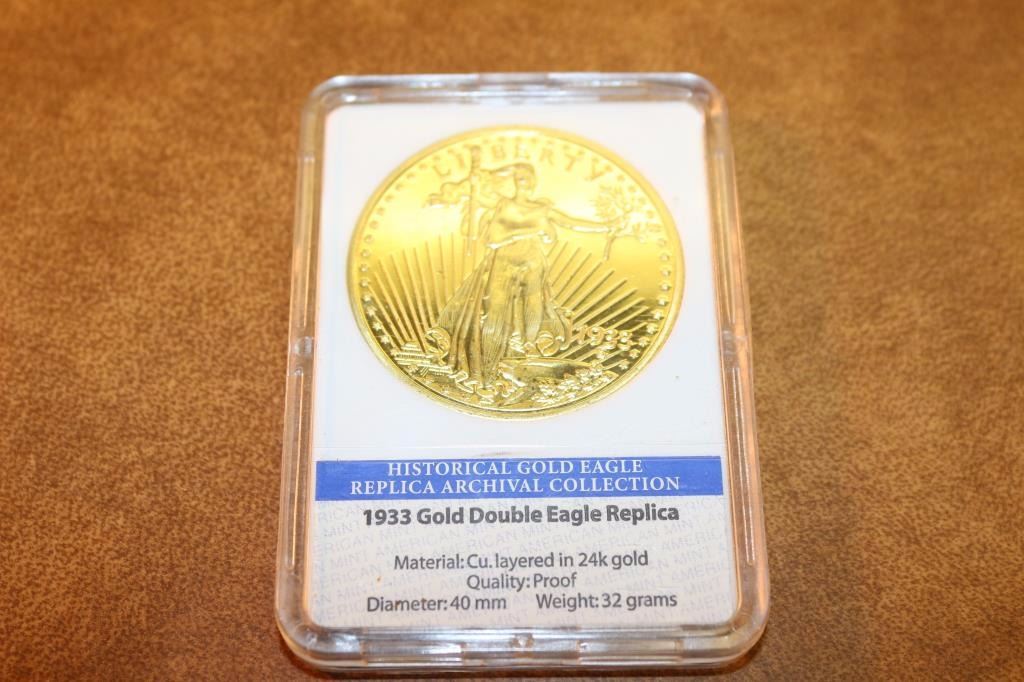 LIBERTY
1933
HISTORICAL GOLD EAGLE
REPLICA ARCHIVAL COLLECTION
1933 Gold Double Eagle Replica
Material: Cu. layered in 24k gold
Quality: Proof
Diameter: 40 mm Weight: 32 grams